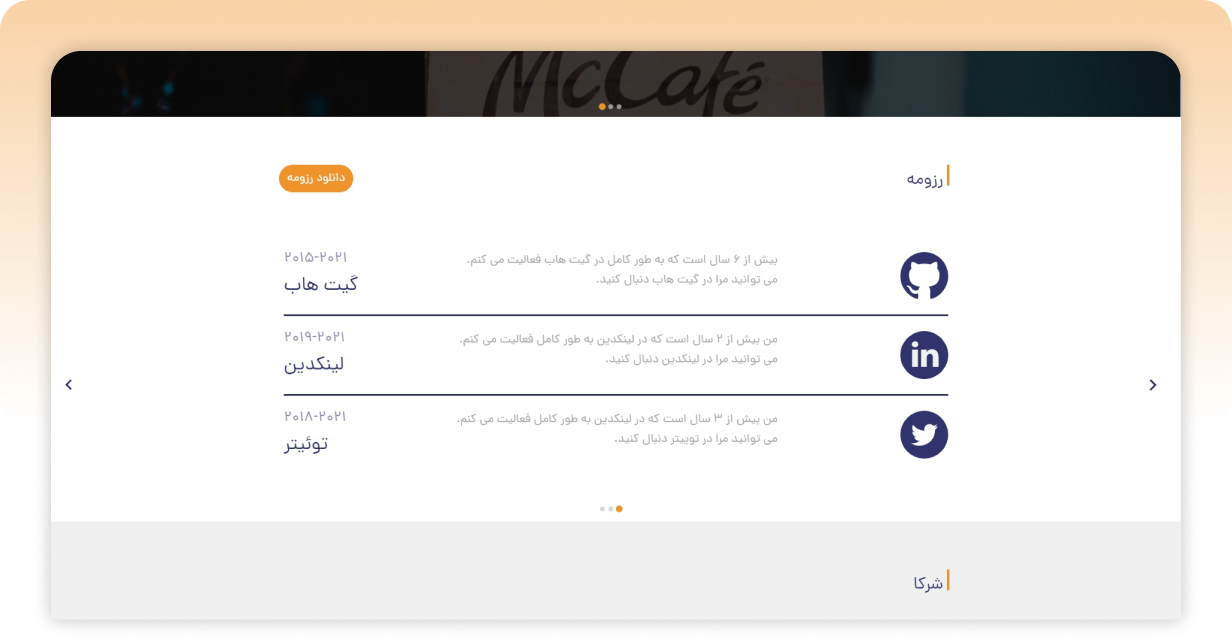 McCafé
رزومه
دانلود رزومه
بیش از ۶ سال است که به طور کامل در گیت هاب فعالیت می کنم.
می توانید مرا در گیت هاب دنبال کنید.
۲۰۱۵-۲۰۲۱
گیت هاب
in
من بیش از ۲ سال است که در لینکدین به طور کامل فعالیت می کنم.
می توانید مرا در لینکدین دنبال کنید.
۲۰۱۹-۲۰۲۱
لینکدین
من بیش از ۳ سال است که در لینکدین به طور کامل فعالیت می کنم.
می توانید مرا در توییتر دنبال کنید.
۲۰۱۸-۲۰۲۱
توئیتر
شرکا